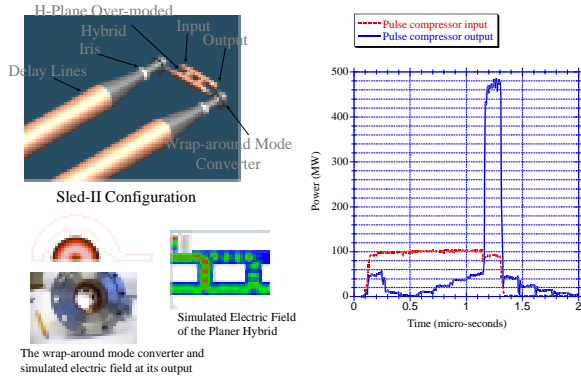 H-Plane Over-moded
Hybrid
Input
Output
Iris
Delay Lines
Wrap-around Mode
Converter
Sled-II Configuration
Simulated Electric Field
of the Planer Hybrid
The wrap-around mode converter and
simulated electric field at its output
Pulse compressor input
Pulse compressor output
Power (MW)
500
400
300
200
100
0
0
0.5
1
1.5
2
Time (micro-seconds)